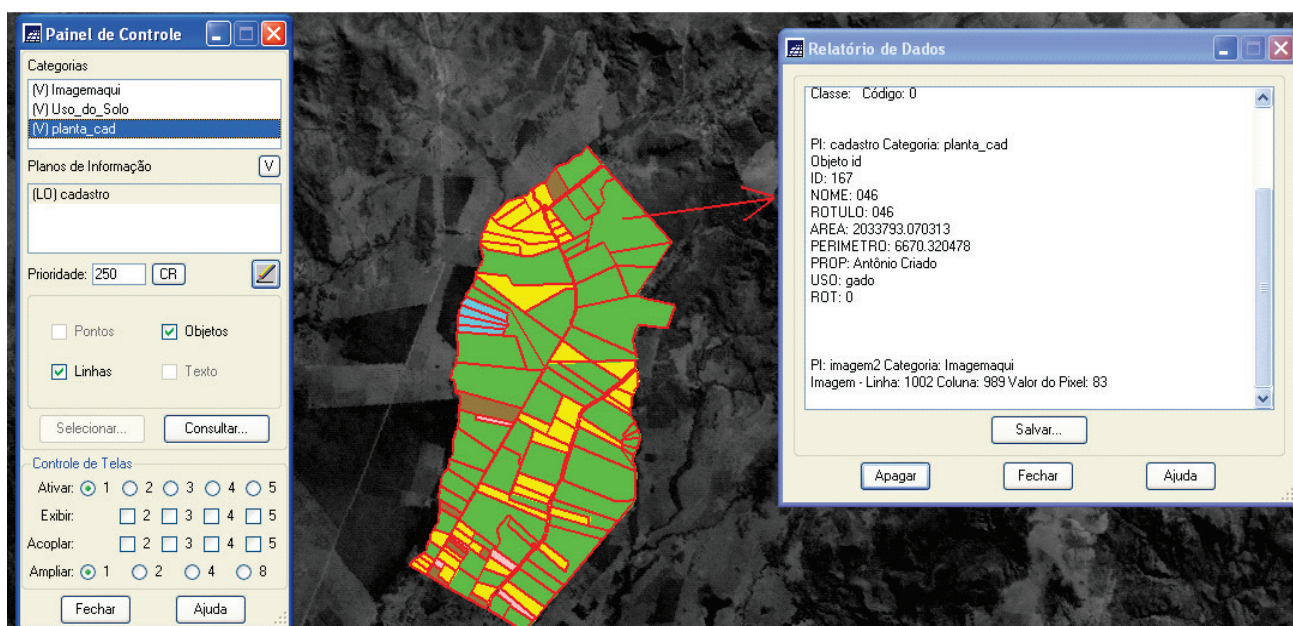 Painel de Controle
Categorias
(V) Imagemaqui
(V) Uso_do_Solo
(V) planta_cad
Planos de Informação
V
(LO) cadastro
Prioridade: 250
CR
Pontos
Objetos
Linhas
Texto
Selecionar...
Consultar...
Controle de Telas
Ativar: 1 2 3 4 5
Exibir: 2 3 4 5
Acoplar: 2 3 4 5
Ampliar: 1 2 4 8
Fechar
Ajuda
Relatório de Dados
Classe: Código: 0
PI: cadastro Categoria: planta_cad
Objeto id
ID: 167
NOME: 046
ROTULO: 046
AREA: 2033793.070313
PERIMETRO: 6670.320478
PROP: Antônio Criado
USO: gado
ROT: 0
PI: imagem2 Categoria: Imagemaqui
Imagem - Linha: 1002 Coluna: 989 Valor do Pixel: 83
Salvar...
Apagar
Fechar
Ajuda